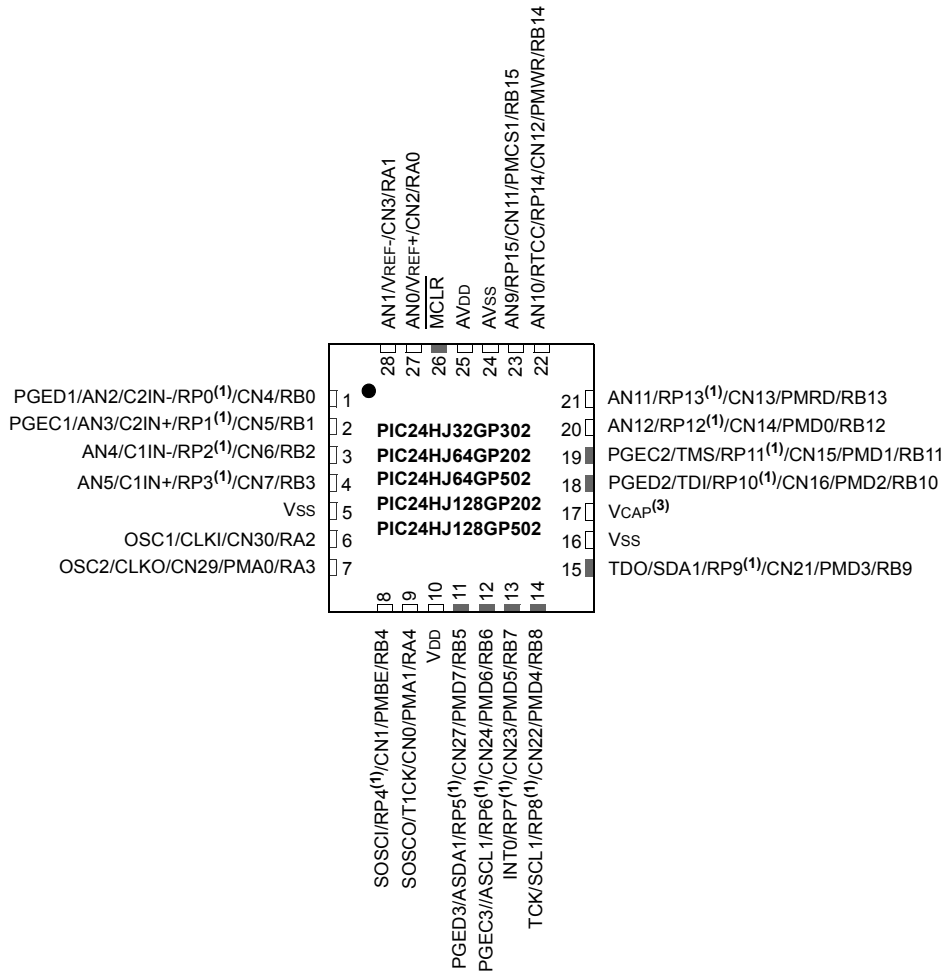 AN1/VREF-/CN3/RA1
AN0/VREF+/CN2/RA0
MCLR
AVDD
AVSS
AN9/RP15/CN11/PMCS1/RB15
AN10/RTCC/RP14/CN12/PMWR/RB14
28 27 26 25 24 23 22
PGED1/AN2/C2IN-/RP0(1)/CN4/RB0 1
PGEC1/AN3/C2IN+/RP1(1)/CN5/RB1 2
AN4/C1IN-/RP2(1)/CN6/RB2 3
AN5/C1IN+/RP3(1)/CN7/RB3 4
VSS 5
OSC1/CLKI/CN30/RA2 6
OSC2/CLKO/CN29/PMA0/RA3 7
PIC24HJ32GP302
PIC24HJ64GP202
PIC24HJ64GP502
PIC24HJ128GP202
PIC24HJ128GP502
21 AN11/RP13(1)/CN13/PMRD/RB13
20 AN12/RP12(1)/CN14/PMD0/RB12
19 PGEC2/TMS/RP11(1)/CN15/PMD1/RB11
18 PGED2/TDI/RP10(1)/CN16/PMD2/RB10
17 VCAP(3)
16 VSS
15 TDO/SDA1/RP9(1)/CN21/PMD3/RB9
8 9 10 11 12 13 14
SOSCI/RP4(1)/CN1/PMBE/RB4
SOSCO/T1CK/CN0/PMA1/RA4
VDD
PGED3/ASDA1/RP5(1)/CN27/PMD7/RB5
PGEC3//ASCL1/RP6(1)/CN24/PMD6/RB6
INT0/RP7(1)/CN23/PMD5/RB7
TCK/SCL1/RP8(1)/CN22/PMD4/RB8